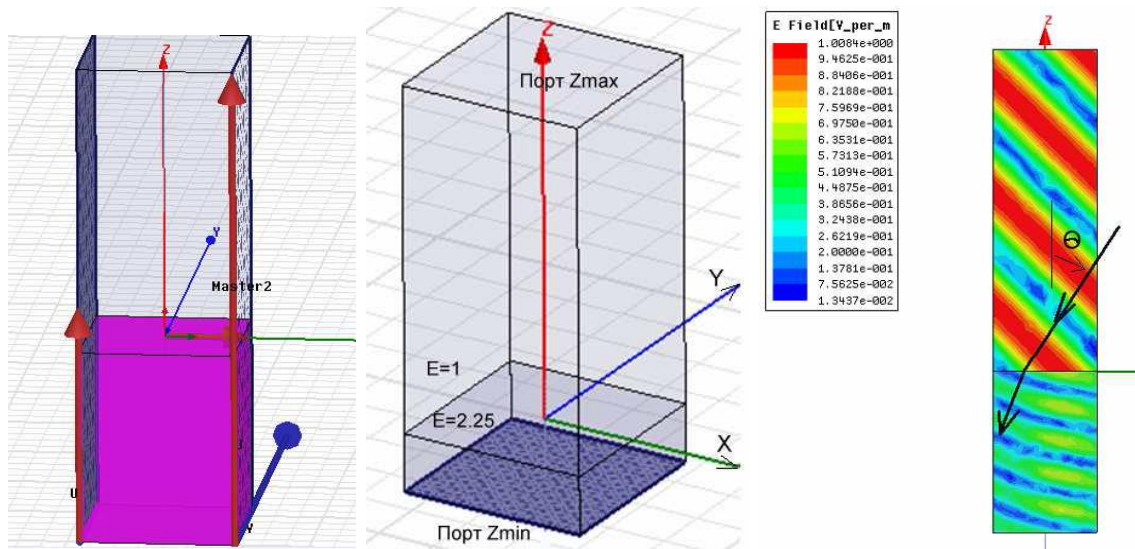 Z
Y
Master2
U
Y
Z
Порт Zmax
Y
E=1
E=2.25
X
Порт Zmin
E Field[V_per_m
1.0084e+000
9.4625e-001
8.8406e-001
8.2188e-001
7.5969e-001
6.9750e-001
6.3531e-001
5.7313e-001
5.1094e-001
4.4875e-001
3.8656e-001
3.2438e-001
2.6219e-001
2.0000e-001
1.3781e-001
7.5625e-002
1.3437e-002
Z
Θ